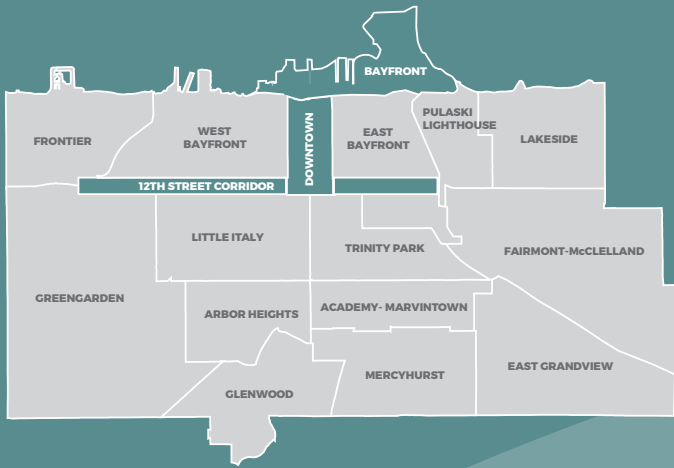 BAYFRONT
FRONTIER
WEST
BAYFRONT
DOWNTOWN
EAST
BAYFRONT
PULASKI
LIGHTHOUSE
LAKESIDE
12TH STREET CORRIDOR
LITTLE ITALY
TRINITY PARK
FAIRMONT-McCLELLAND
GREENGARDEN
ARBOR HEIGHTS
ACADEMY- MARVINTOWN
GLENWOOD
MERCYHURST
EAST GRANDVIEW